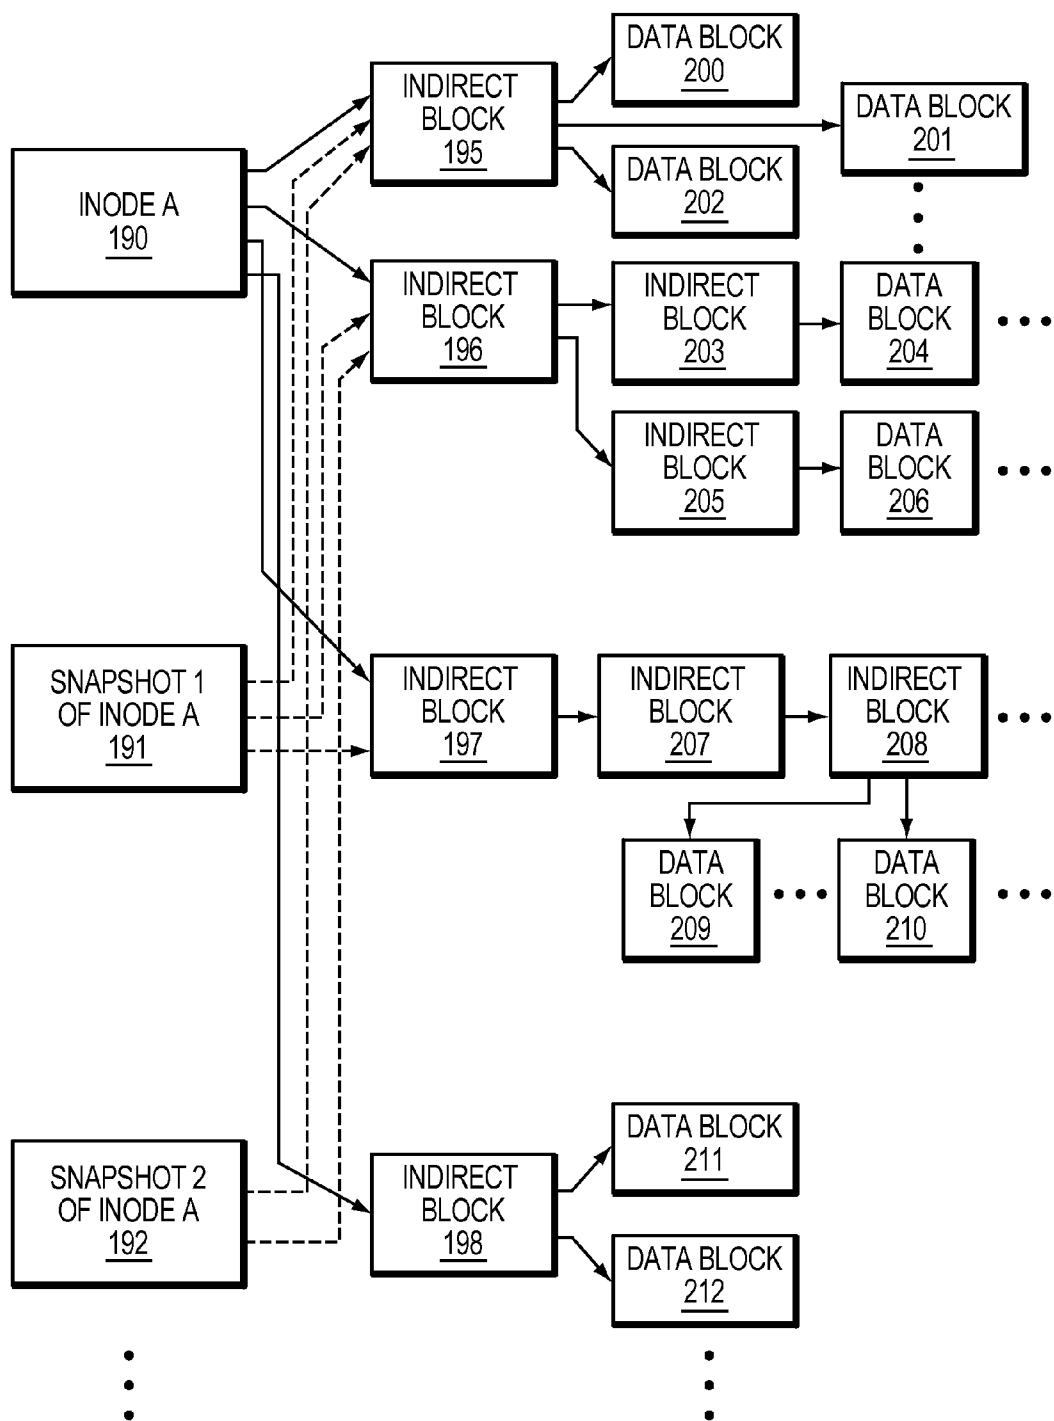 DATA BLOCK
200
INDIRECT
BLOCK
195
DATA BLOCK
201
DATA BLOCK
202
INODE A
190
INDIRECT
BLOCK
196
INDIRECT
BLOCK
203
DATA
BLOCK
204
INDIRECT
BLOCK
205
DATA
BLOCK
206
SNAPSHOT 1
OF INODE A
191
INDIRECT
BLOCK
197
INDIRECT
BLOCK
207
INDIRECT
BLOCK
208
DATA
BLOCK
209
DATA
BLOCK
210
SNAPSHOT 2
OF INODE A
192
INDIRECT
BLOCK
198
DATA BLOCK
211
DATA BLOCK
212